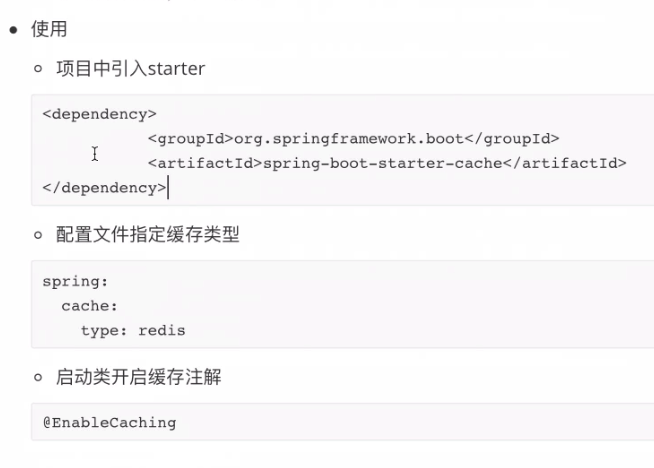 使用
项目中引入starter
<dependency>
        <groupId>org.springframework.boot</groupId>
        <artifactId>spring-boot-starter-cache</artifactId>
</dependency>
配置文件指定缓存类型
spring:
  cache:
    type: redis
启动类开启缓存注解
@EnableCaching